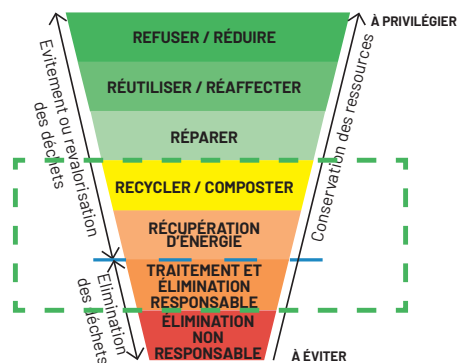 À PRIVILÉGIER
REFUSER / RÉDUIRE
RÉUTILISER / RÉAFFECTER
RÉPARER
RECYCLER / COMPOSTER
RÉCUPÉRATION
D'ÉNERGIE
TRAITEMENT ET
ÉLIMINATION
RESPONSABLE
ÉLIMINATION
NON
RESPONSABLE
À ÉVITER
Evitement ou revalorisation
des déchets
Elimination
des déchets
Conservation des ressources